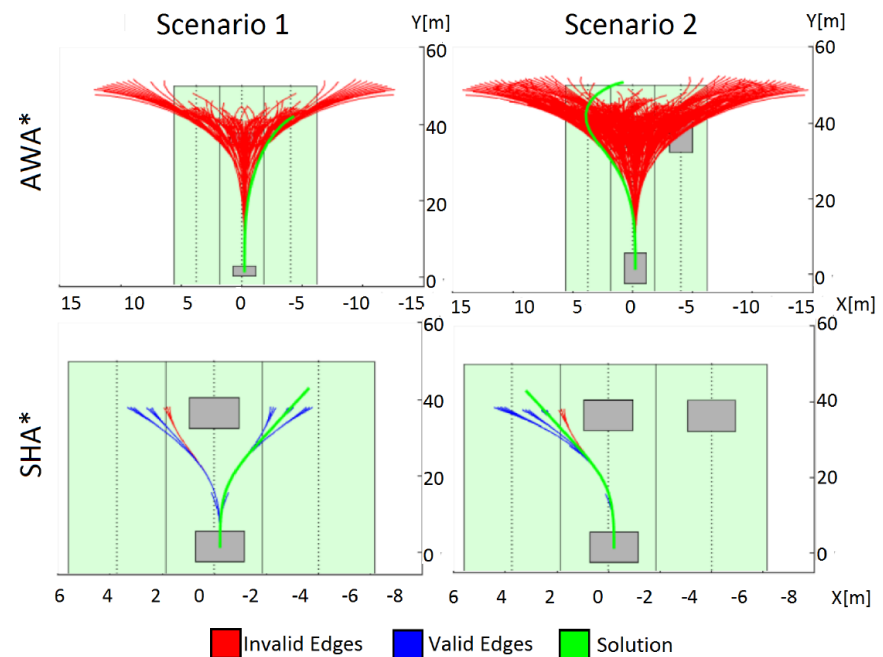 Scenario 1 Y[m] Scenario 2 Y[m]
60 60
AWA*
40 40
20 20
0 0
15 10 5 0 -5 -10 -15 15 10 5 0 -5 -10 -15 X[m]
60 60
SHA*
40 40
20 20
0 0
6 4 2 0 -2 -4 -6 -8 6 4 2 0 -2 -4 -6 -8 X[m]
Invalid Edges Valid Edges Solution